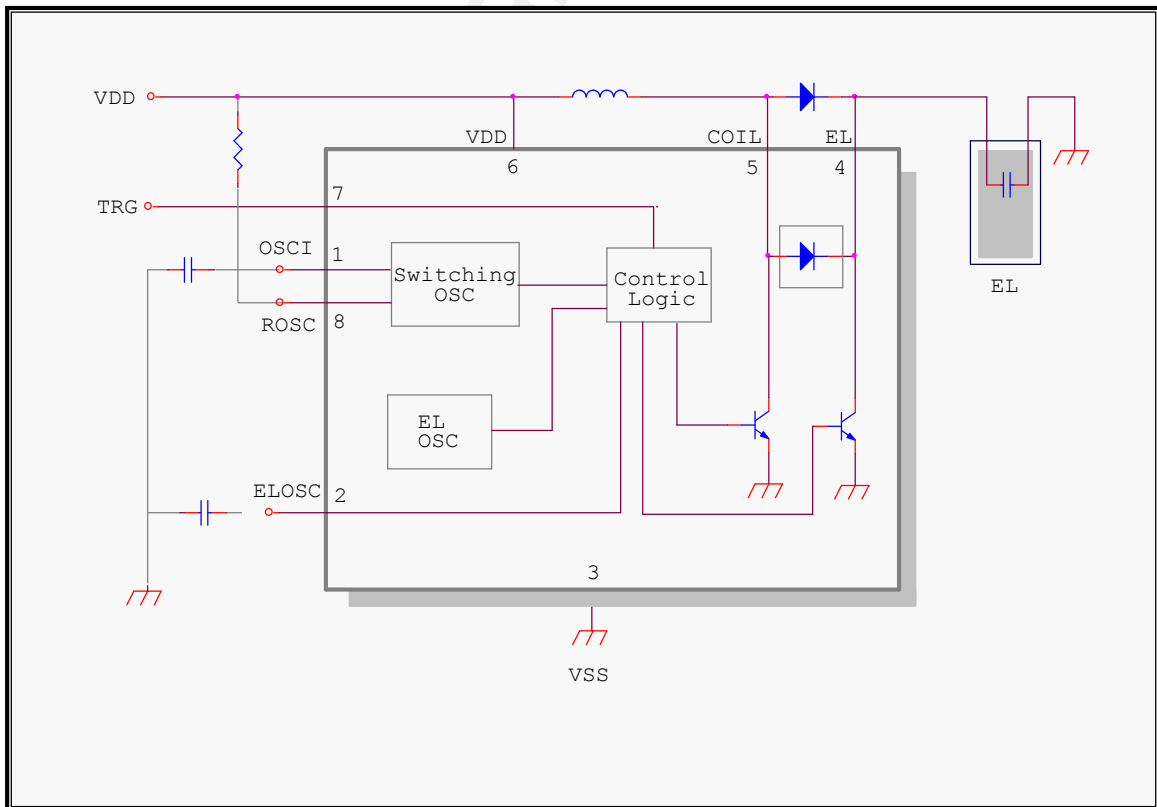 VDD
VDD
COIL
EL
6
5
4
7
TRG
OSCI
1
Switching
OSC
Control
Logic
EL
ROSC
8
EL
OSC
ELOSC
2
3
VSS